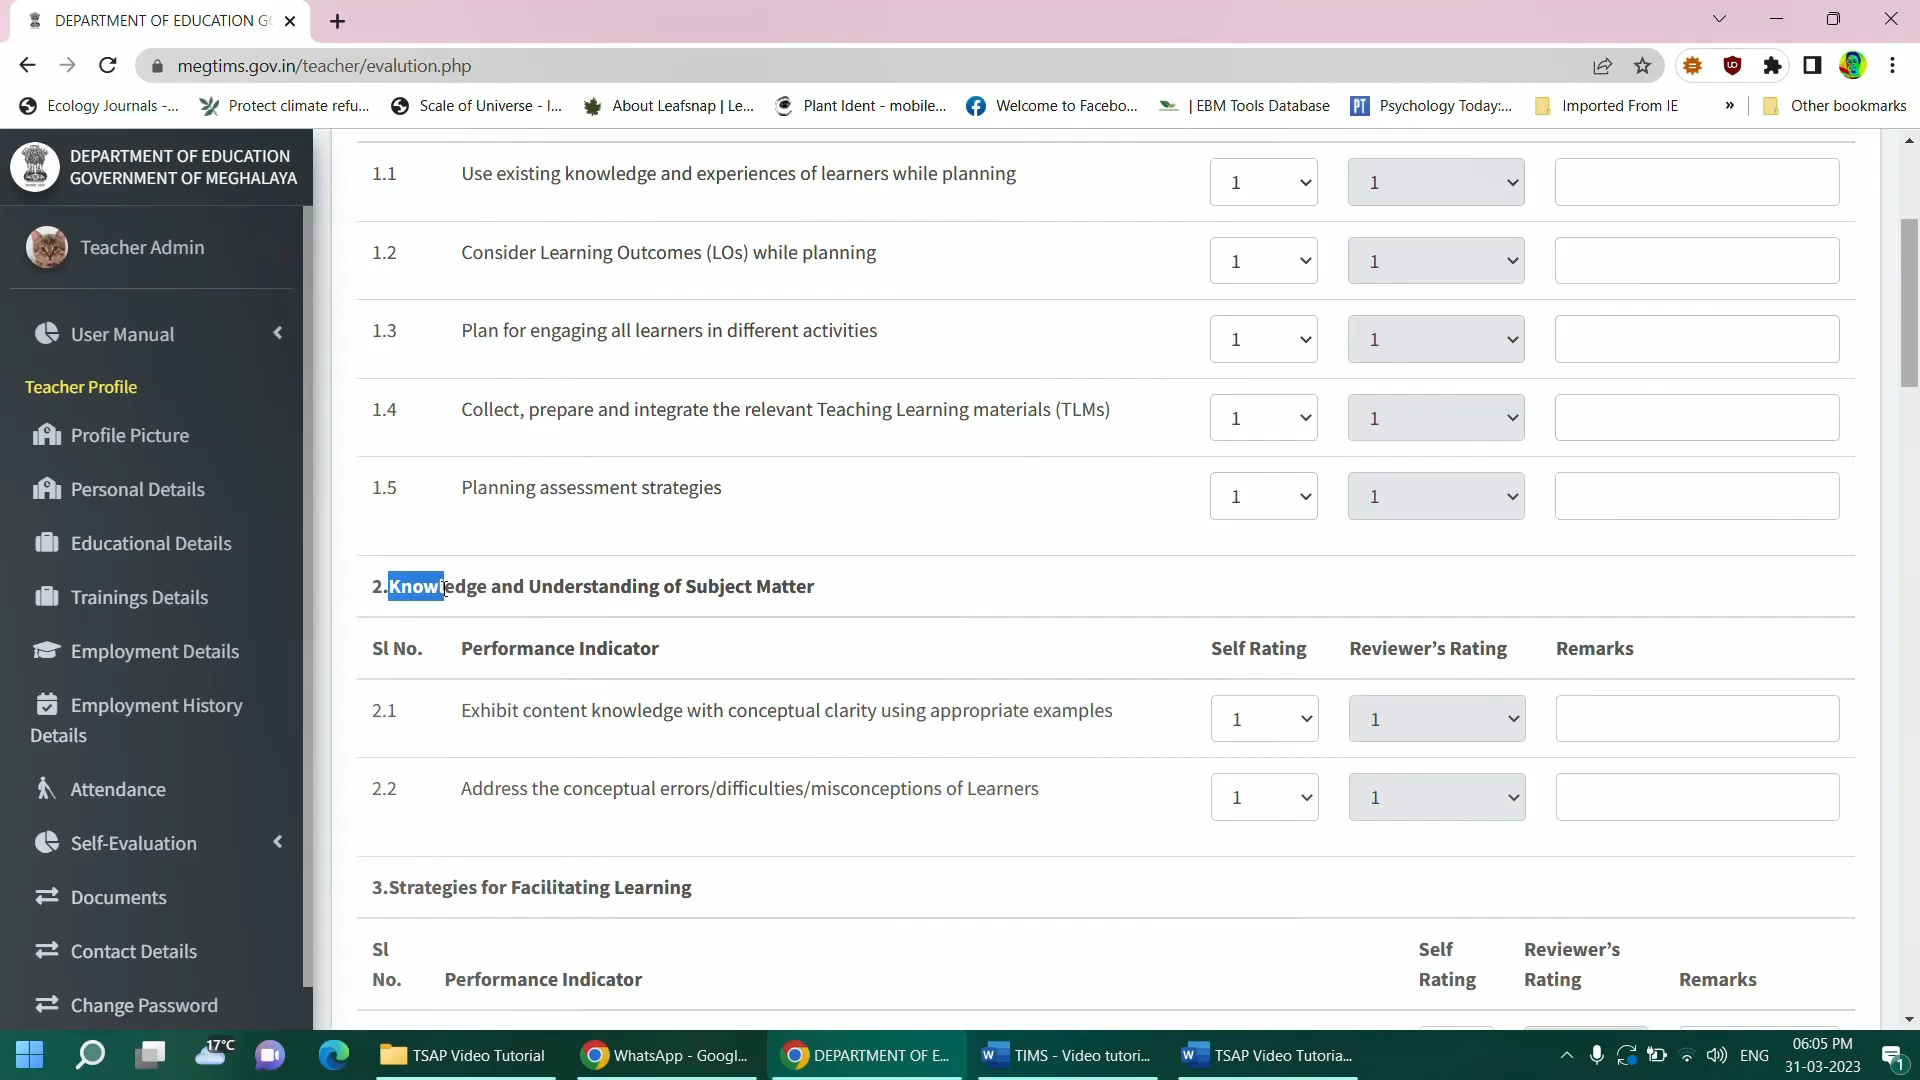 DEPARTMENT OF EDUCATION G
megtims.gov.in/teacher/evalution.php
Ecology Journals -...
Protect climate refu...
Scale of Universe - I...
About Leafsnap | Le...
Plant Ident - mobile...
Welcome to Facebo...
| EBM Tools Database
PT
Psychology Today:...
Imported From IE
»
Other bookmarks
DEPARTMENT OF EDUCATION
GOVERNMENT OF MEGHALAYA
Teacher Admin
User Manual
Teacher Profile
Profile Picture
Personal Details
Educational Details
Trainings Details
Employment Details
Employment History
Details
Attendance
Self-Evaluation
Documents
Contact Details
Change Password
1.1 Use existing knowledge and experiences of learners while planning 1 1
1.2 Consider Learning Outcomes (LOs) while planning 1 1
1.3 Plan for engaging all learners in different activities 1 1
1.4 Collect, prepare and integrate the relevant Teaching Learning materials (TLMs) 1 1
1.5 Planning assessment strategies 1 1
2.Knowledge and Understanding of Subject Matter
Sl No. Performance Indicator Self Rating Reviewer’s Rating Remarks
2.1 Exhibit content knowledge with conceptual clarity using appropriate examples 1 1
2.2 Address the conceptual errors/difficulties/misconceptions of Learners 1 1
3.Strategies for Facilitating Learning
Sl Self Reviewer’s
No. Performance Indicator Rating Rating Remarks
17°C
TSAP Video Tutorial
WhatsApp - Googl...
DEPARTMENT OF E...
TIMS - Video tutori...
TSAP Video Tutoria...
ENG
06:05 PM
31-03-2023
1